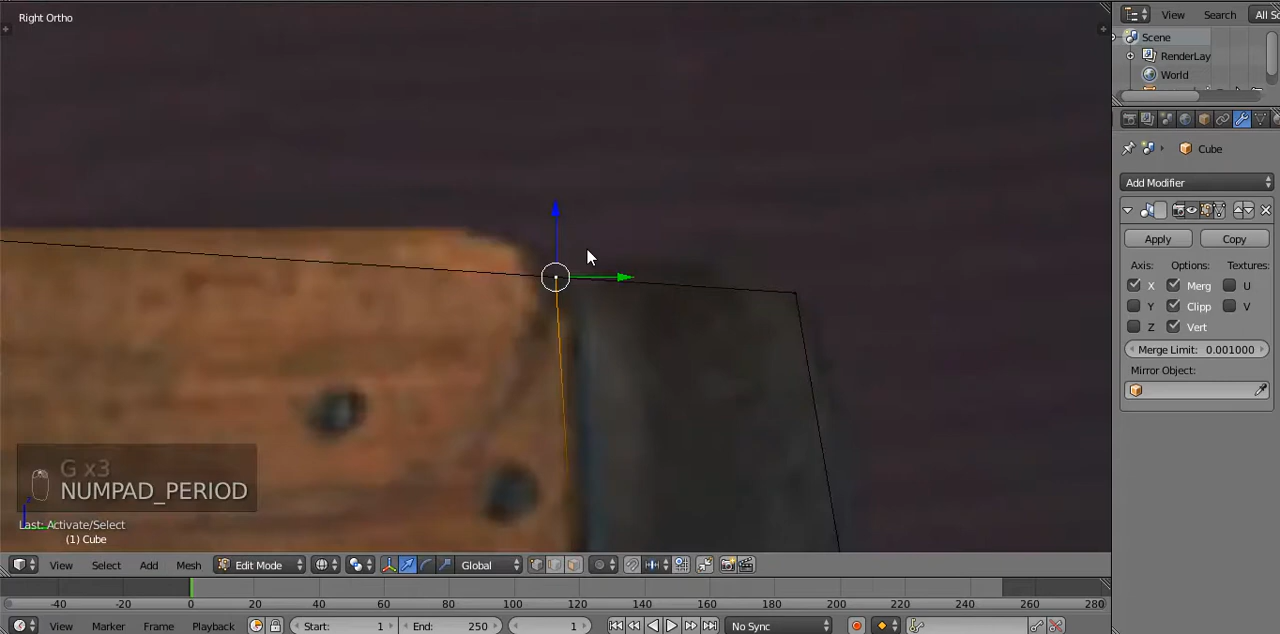 Right Ortho
View Search All S
Scene
RenderLay
World
Cube
Add Modifier
Apply Copy
Axis: Options: Textures:
X Merg U
Y Clipp V
Z Vert
Merge Limit: 0.001000
Mirror Object:
G x3
NUMPAD_PERIOD
Last: Activate/Select
(1) Cube
View Select Add Mesh Edit Mode Global
-40 -20 0 20 40 60 80 100 120 140 160 180 200 220 240 260 280
View Marker Frame Playback Start: 1 End: 250 1 No Sync